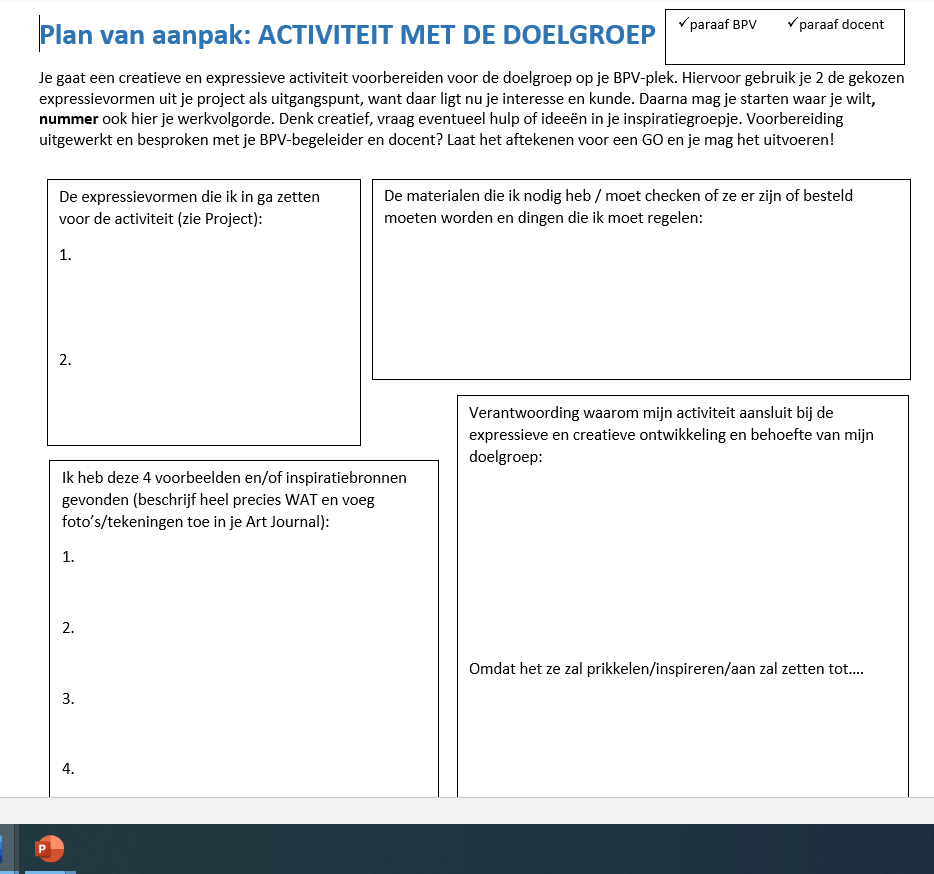 Plan van aanpak: ACTIVITEIT MET DE DOELGROEP
✓paraaf BPV ✓paraaf docent
Je gaat een creatieve en expressieve activiteit voorbereiden voor de doelgroep op je BPV-plek. Hiervoor gebruik je 2 de gekozen
expressievormen uit je project als uitgangspunt, want daar ligt nu je interesse en kunde. Daarna mag je starten waar je wilt,
nummer ook hier je werkvolgorde. Denk creatief, vraag eventueel hulp of ideeën in je inspiratiegroepje. Voorbereiding
uitgewerkt en besproken met je BPV-begeleider en docent? Laat het aftekenen voor een GO en je mag het uitvoeren!
De expressievormen die ik in ga zetten
voor de activiteit (zie Project):
1.
2.
De materialen die ik nodig heb / moet checken of ze er zijn of besteld
moeten worden en dingen die ik moet regelen:
Ik heb deze 4 voorbeelden en/of inspiratiebronnen
gevonden (beschrijf heel precies WAT en voeg
foto's/tekeningen toe in je Art Journal):
1.
2.
3.
4.
Verantwoording waarom mijn activiteit aansluit bij de
expressieve en creatieve ontwikkeling en behoefte van mijn
doelgroep:
Omdat het ze zal prikkelen/inspireren/aan zal zetten tot....
P